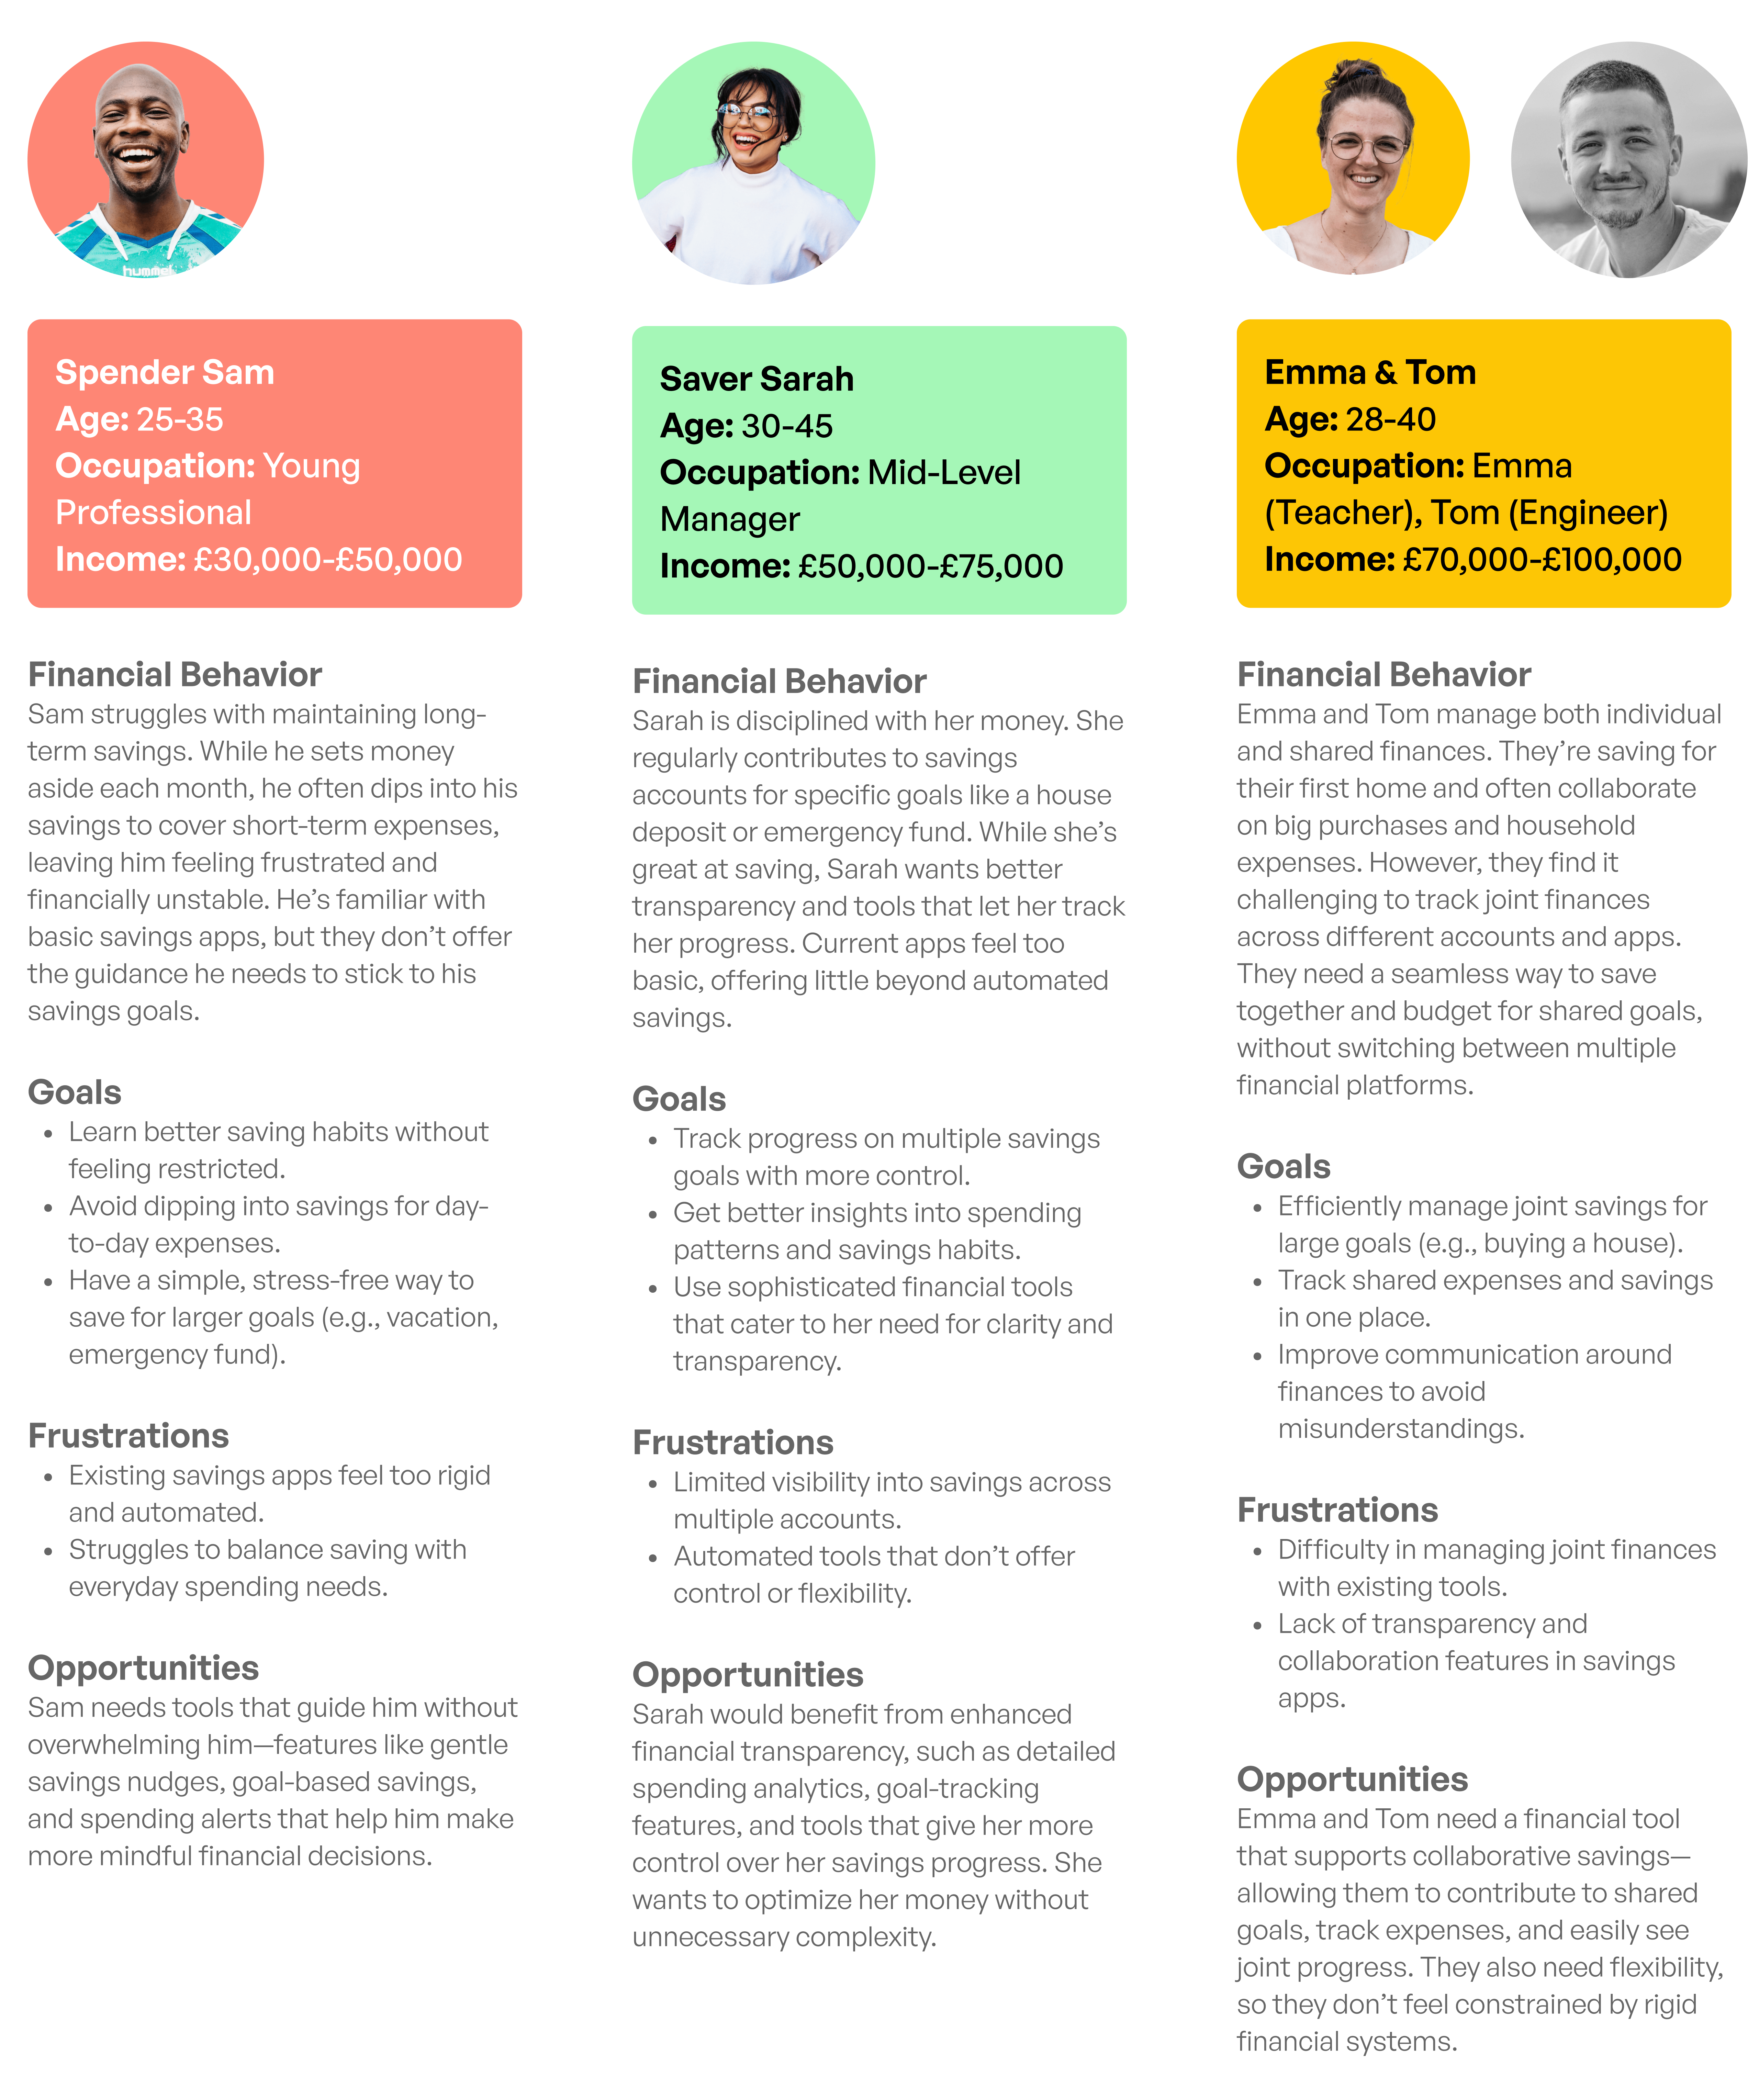 hummel
Spender Sam
Age: 25-35
Occupation: Young
Professional
Income: £30,000-£50,000
Financial Behavior
Sam struggles with maintaining long-
term savings. While he sets money
aside each month, he often dips into his
savings to cover short-term expenses,
leaving him feeling frustrated and
financially unstable. He’s familiar with
basic savings apps, but they don’t offer
the guidance he needs to stick to his
savings goals.
Goals
• Learn better saving habits without
feeling restricted.
• Avoid dipping into savings for day-
to-day expenses.
• Have a simple, stress-free way to
save for larger goals (e.g., vacation,
emergency fund).
Frustrations
• Existing savings apps feel too rigid
and automated.
• Struggles to balance saving with
everyday spending needs.
Opportunities
Sam needs tools that guide him without
overwhelming him—features like gentle
savings nudges, goal-based savings,
and spending alerts that help him make
more mindful financial decisions.
Saver Sarah
Age: 30-45
Occupation: Mid-Level
Manager
Income: £50,000-£75,000
Financial Behavior
Sarah is disciplined with her money. She
regularly contributes to savings
accounts for specific goals like a house
deposit or emergency fund. While she’s
great at saving, Sarah wants better
transparency and tools that let her track
her progress. Current apps feel too
basic, offering little beyond automated
savings.
Goals
• Track progress on multiple savings
goals with more control.
• Get better insights into spending
patterns and savings habits.
• Use sophisticated financial tools
that cater to her need for clarity and
transparency.
Frustrations
• Limited visibility into savings across
multiple accounts.
• Automated tools that don’t offer
control or flexibility.
Opportunities
Sarah would benefit from enhanced
financial transparency, such as detailed
spending analytics, goal-tracking
features, and tools that give her more
control over her savings progress. She
wants to optimize her money without
unnecessary complexity.
Emma & Tom
Age: 28-40
Occupation: Emma
(Teacher), Tom (Engineer)
Income: £70,000-£100,000
Financial Behavior
Emma and Tom manage both individual
and shared finances. They’re saving for
their first home and often collaborate
on big purchases and household
expenses. However, they find it
challenging to track joint finances
across different accounts and apps.
They need a seamless way to save
together and budget for shared goals,
without switching between multiple
financial platforms.
Goals
• Efficiently manage joint savings for
large goals (e.g., buying a house).
• Track shared expenses and savings
in one place.
• Improve communication around
finances to avoid
misunderstandings.
Frustrations
• Difficulty in managing joint finances
with existing tools.
• Lack of transparency and
collaboration features in savings
apps.
Opportunities
Emma and Tom need a financial tool
that supports collaborative savings—
allowing them to contribute to shared
goals, track expenses, and easily see
joint progress. They also need flexibility,
so they don’t feel constrained by rigid
financial systems.